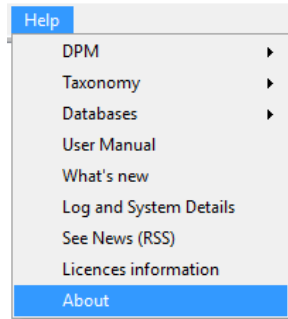 Help
DPM
Taxonomy
Databases
User Manual
What's new
Log and System Details
See News (RSS)
Licences information
About